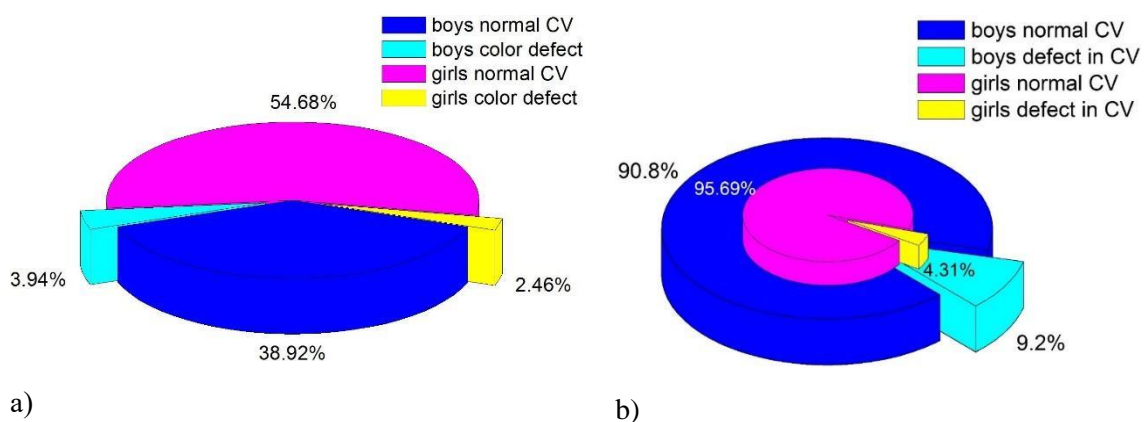 boys normal CV
boys color defect
girls normal CV
girls color defect
54.68%
3.94%
2.46%
38.92%
a)
boys normal CV
boys defect in CV
girls normal CV
girls defect in CV
90.8%
95.69%
4.31%
9.2%
b)